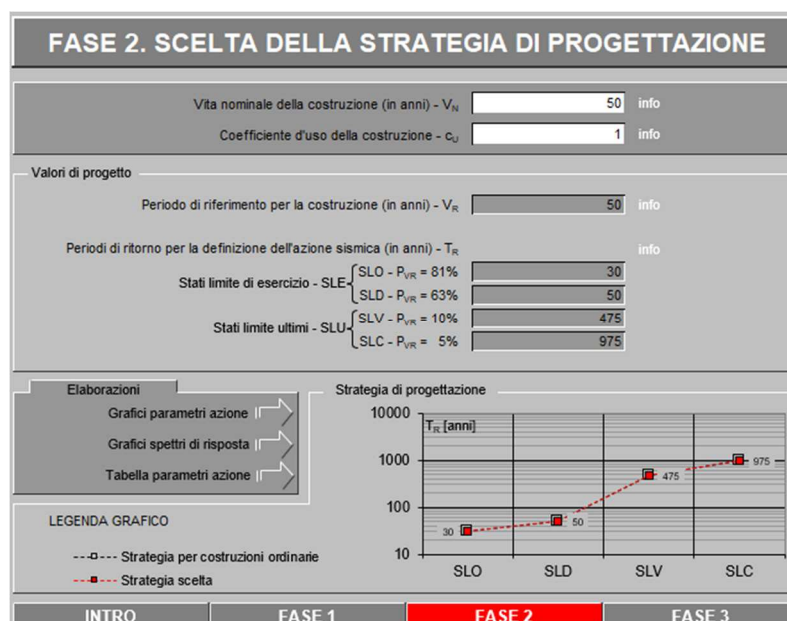 FASE 2. SCELTA DELLA STRATEGIA DI PROGETTAZIONE
Vita nominale della costruzione (in anni) - VN 50 info
Coefficiente d'uso della costruzione - cU 1 info
Valori di progetto
Periodo di riferimento per la costruzione (in anni) - VR 50 info
Periodi di ritorno per la definizione dell'azione sismica (in anni) - TR info
Stati limite di esercizio - SLE
SLO - PVR = 81% 30
SLD - PVR = 63% 50
Stati limite ultimi - SLU
SLV - PVR = 10% 475
SLC - PVR = 5% 975
Elaborazioni
Grafici parametri azione
Grafici spettri di risposta
Tabella parametri azione
LEGENDA GRAFICO
Strategia per costruzioni ordinarie
Strategia scelta
Strategia di progettazione
TR [anni]
10000
1000
100
10
30
50
475
975
SLO SLD SLV SLC
INTRO FASE 1 FASE 2 FASE 3